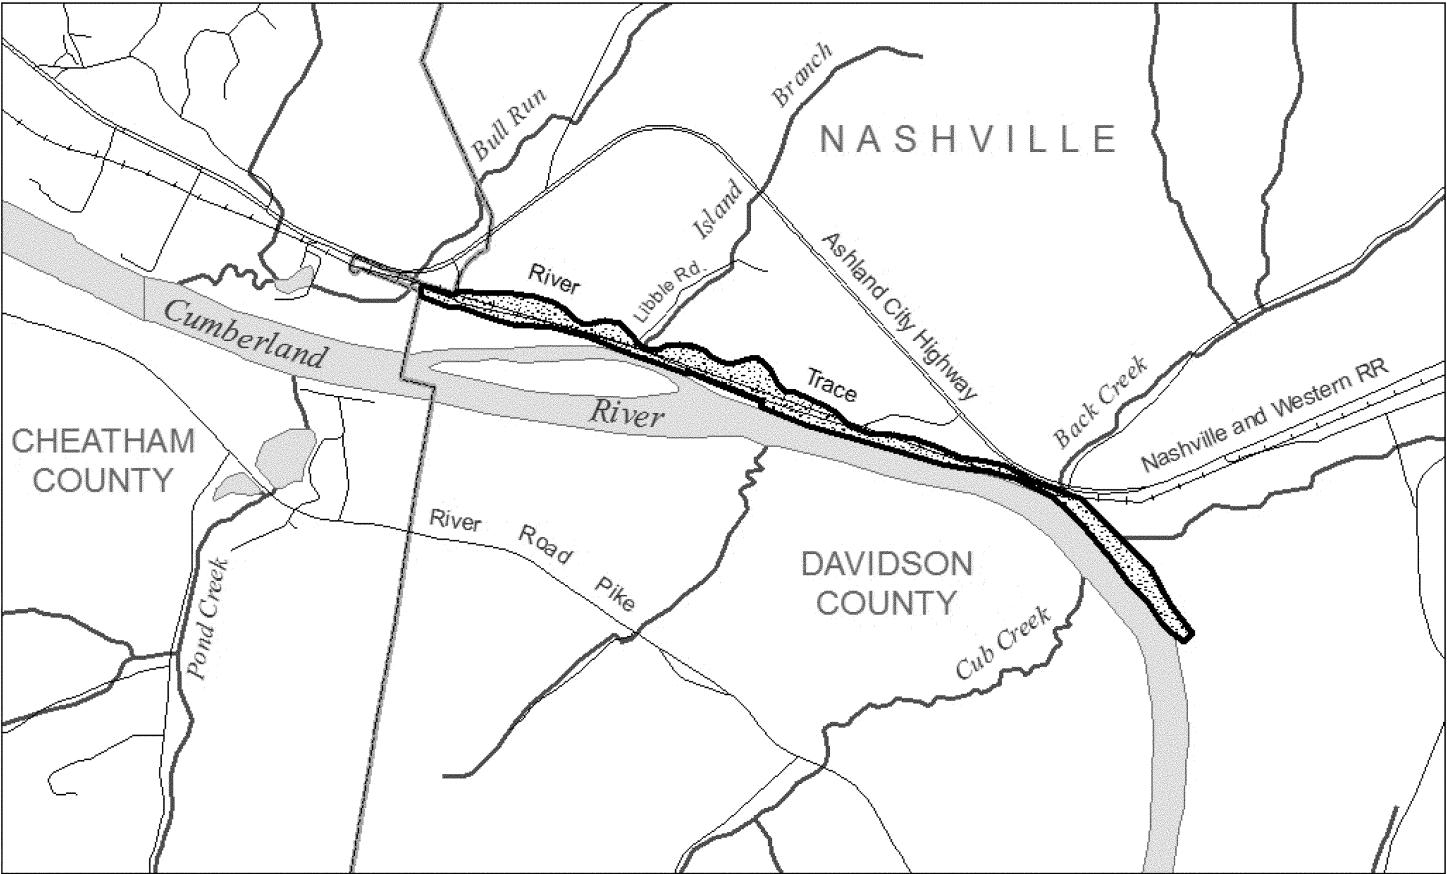 Branch
Bull Run
NASHVILLE
Island
River
Libble Rd.
Ashland City Highway
Cumberland
Trace
Back Creek
Nashville and Western RR
River
CHEATHAM
COUNTY
River Road Pike
DAVIDSON
COUNTY
Pond Creek
Cub Creek